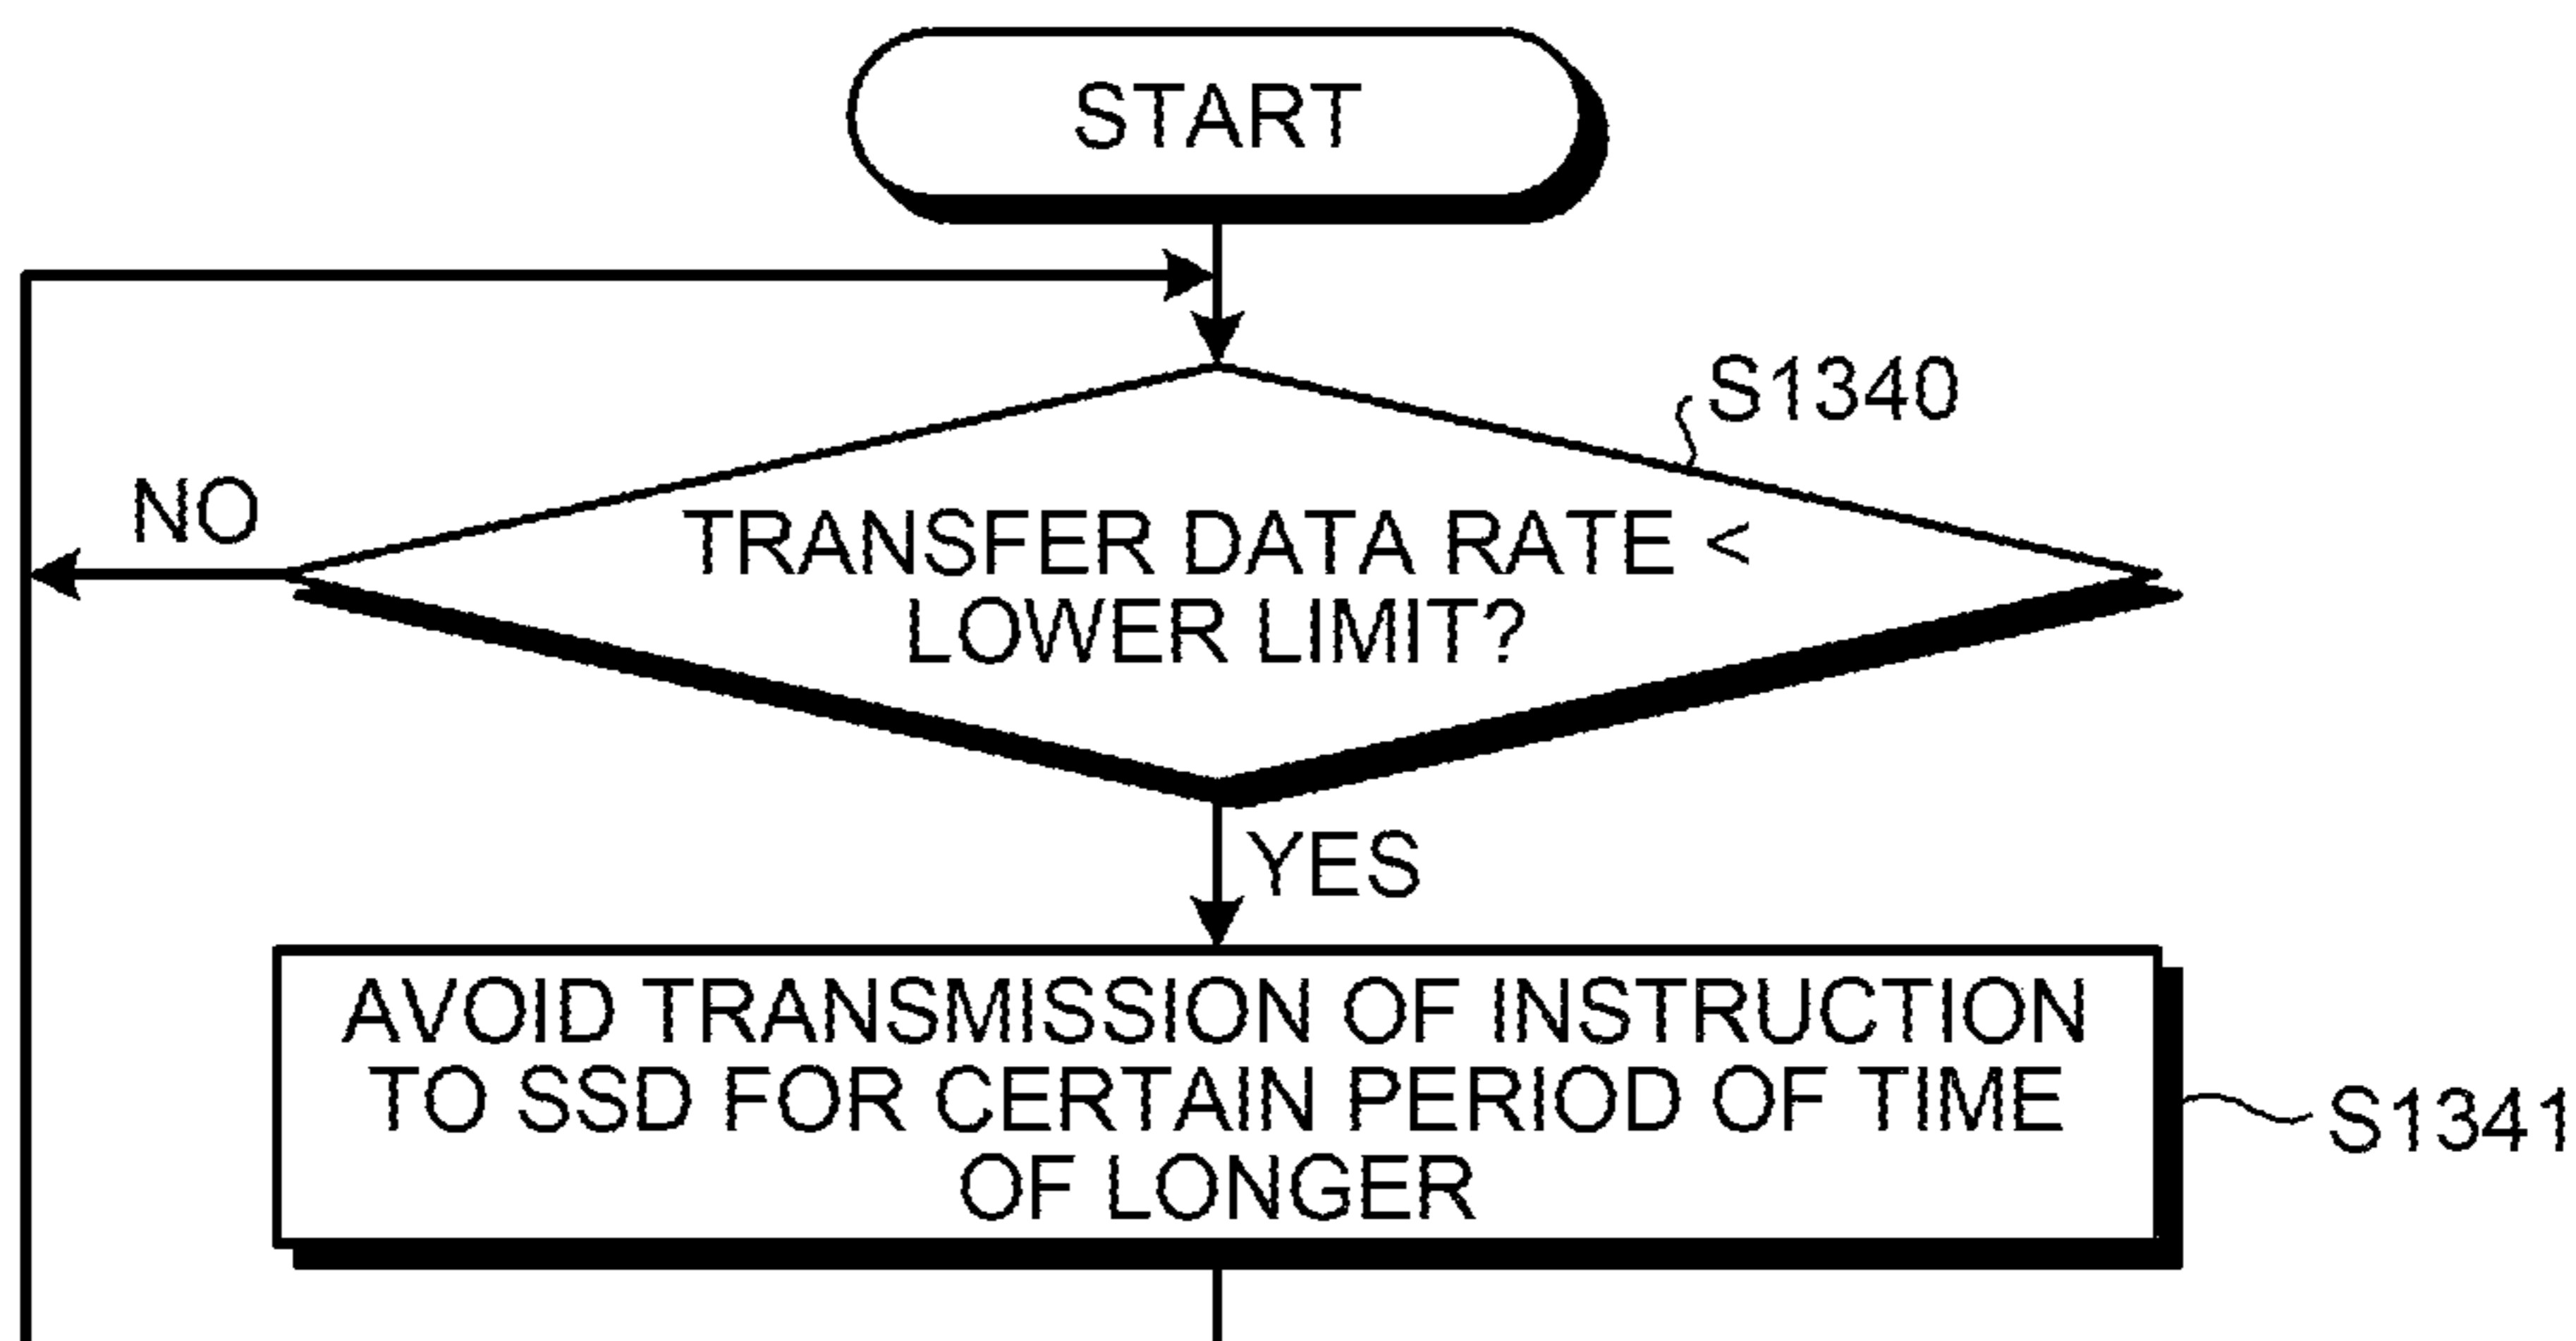 START
S1340
NO
TRANSFER DATA RATE <
LOWER LIMIT?
YES
AVOID TRANSMISSION OF INSTRUCTION
TO SSD FOR CERTAIN PERIOD OF TIME
OF LONGER
S1341